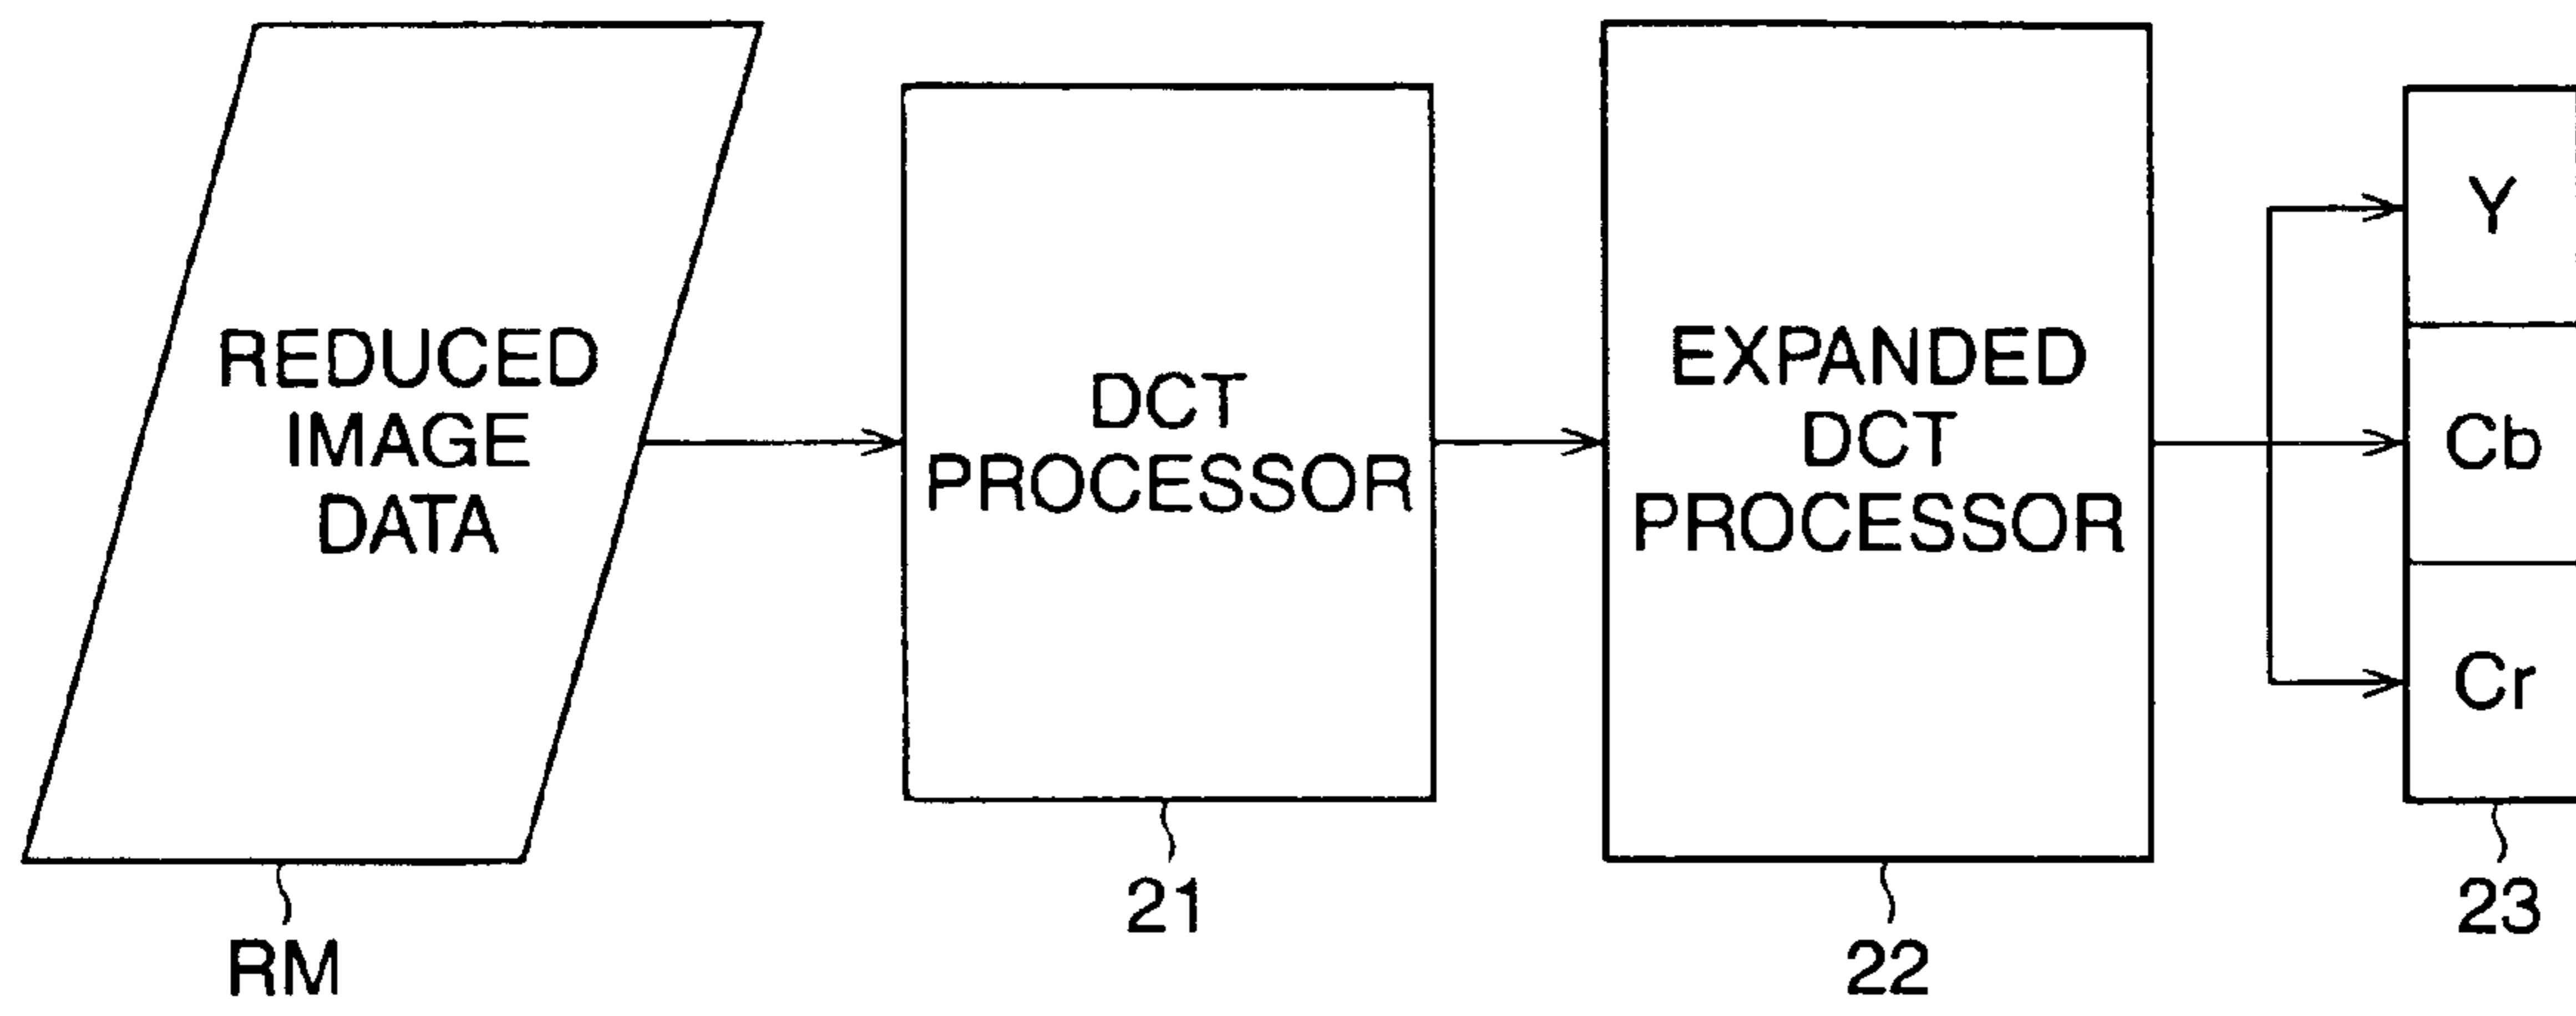 REDUCED
IMAGE
DATA
RM
DCT
PROCESSOR
21
EXPANDED
DCT
PROCESSOR
22
Y
Cb
Cr
23